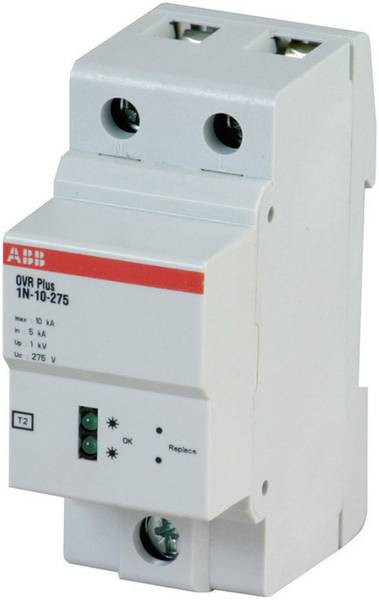 ABB
OVR Plus
1N-10-275
Imax : 10 kA
In : 5 kA
Up : 1 kV
Uc : 275 V
T2
OK
Replace